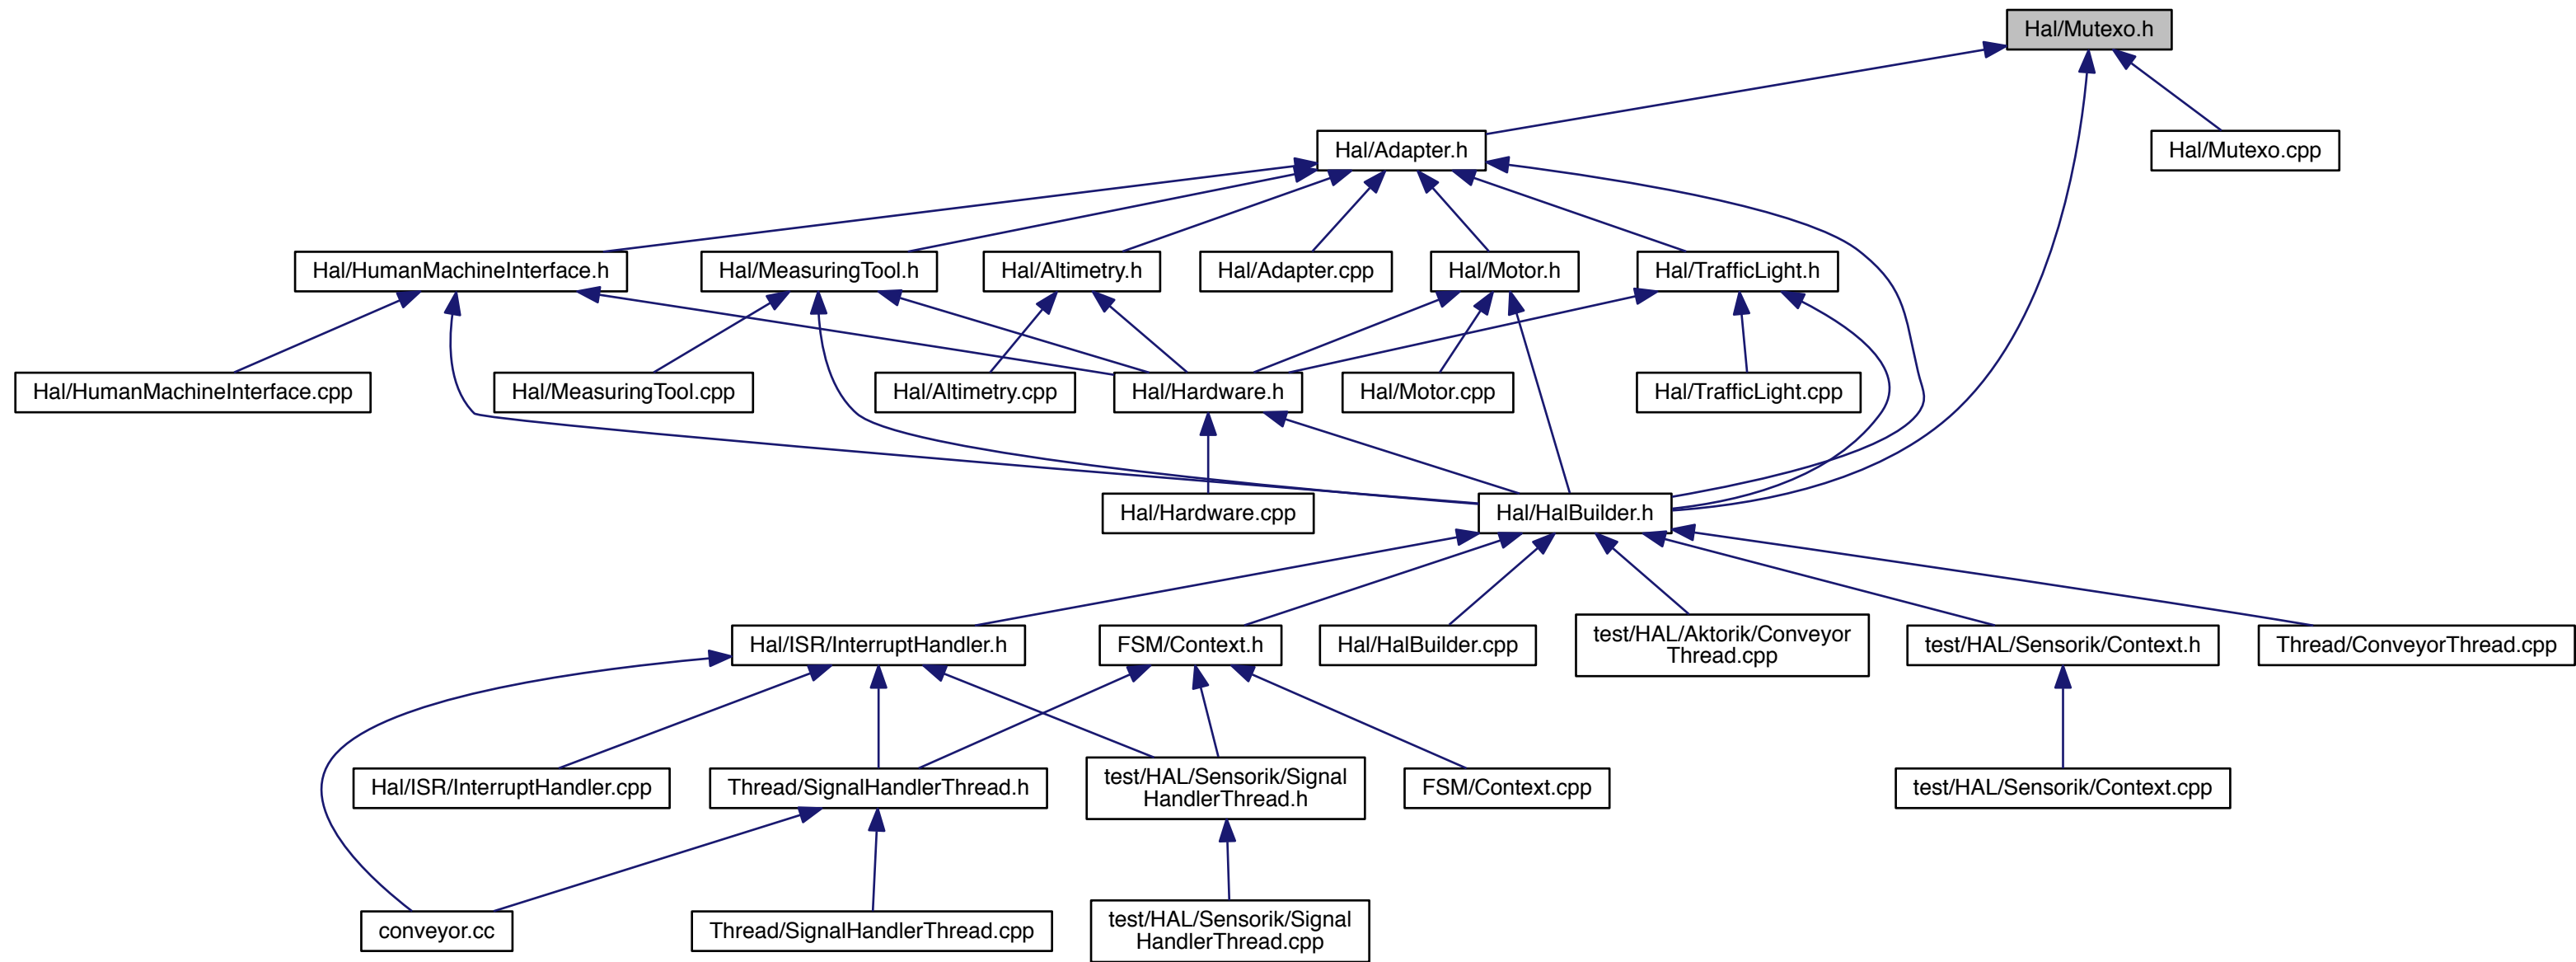 Hal/Mutexo.h
Hal/Adapter.h
Hal/Mutexo.cpp
Hal/HumanMachineInterface.h
Hal/MeasuringTool.h
Hal/Altimetry.h
Hal/Adapter.cpp
Hal/Motor.h
Hal/TrafficLight.h
Hal/HumanMachineInterface.cpp
Hal/MeasuringTool.cpp
Hal/Altimetry.cpp
Hal/Hardware.h
Hal/Motor.cpp
Hal/TrafficLight.cpp
Hal/Hardware.cpp
Hal/HalBuilder.h
Hal/ISR/InterruptHandler.h
FSM/Context.h
Hal/HalBuilder.cpp
test/HAL/Aktorik/Conveyor
Thread.cpp
test/HAL/Sensorik/Context.h
Thread/ConveyorThread.cpp
Hal/ISR/InterruptHandler.cpp
Thread/SignalHandlerThread.h
test/HAL/Sensorik/Signal
HandlerThread.h
FSM/Context.cpp
test/HAL/Sensorik/Context.cpp
conveyor.cc
Thread/SignalHandlerThread.cpp
test/HAL/Sensorik/Signal
HandlerThread.cpp